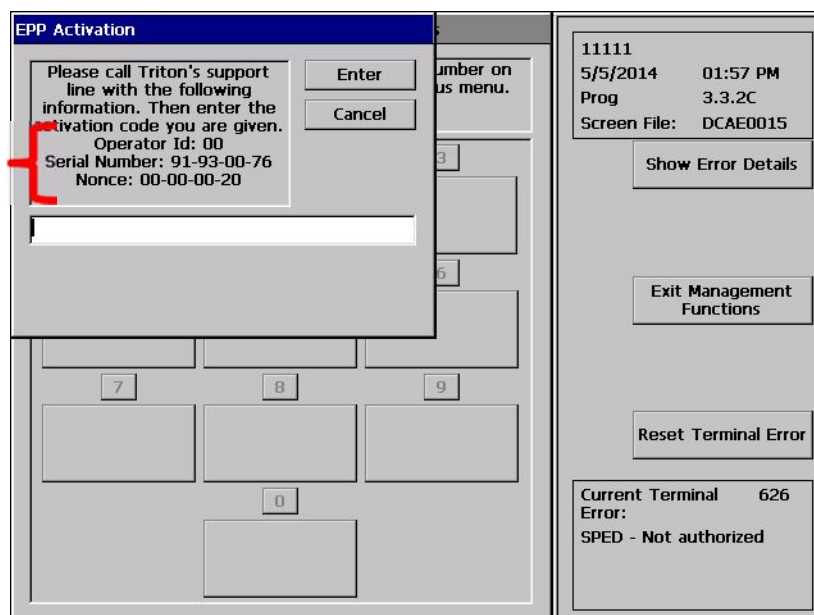 EPP Activation
Please call Triton's support
line with the following
information. Then enter the
activation code you are given.
Operator Id: 00
Serial Number: 91-93-00-76
Nonce: 00-00-00-20
Enter
Cancel
umber on
us menu.
3
6
7
8
9
0
11111
5/5/2014 01:57 PM
Prog 3.3.2C
Screen File: DCAE0015
Show Error Details
Exit Management
Functions
Reset Terminal Error
Current Terminal 626
Error:
SPED - Not authorized